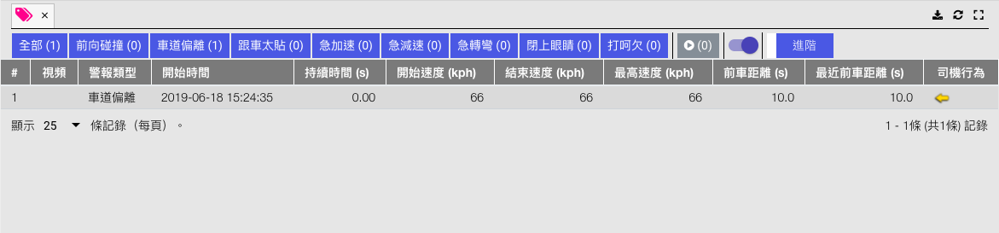 全部 (1) 前向碰撞 (0) 車道偏離 (1) 跟車太貼 (0) 急加速 (0) 急減速 (0) 急轉彎 (0) 閉上眼睛 (0) 打呵欠 (0) (0) 進階
# 視頻 警報類型 開始時間 持續時間 (s) 開始速度 (kph) 結束速度 (kph) 最高速度 (kph) 前車距離 (s) 最近前車距離 (s) 司機行為
1 車道偏離 2019-06-18 15:24:35 0.00 66 66 66 10.0 10.0
顯示 25 條記錄（每頁）。 1 - 1條 (共1條) 記錄